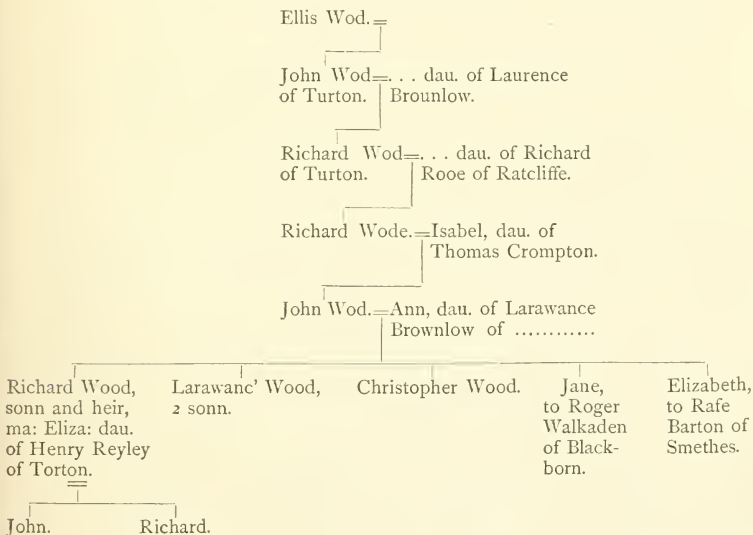 Ellis Wod.=
John Wod=. . . dau. of Laurence
of Turton. Brounlow.
Richard Wod=. . . dau. of Richard
of Turton. Rooe of Ratcliffe.
Richard Wode.=Isabel, dau. of
Thomas Crompton.
John Wod.=Ann, dau. of Larawance
Brownlow of ............
Richard Wood,
sonn and heir,
ma: Eliza: dau.
of Henry Reyley
of Torton.
Larawanc' Wood,
2 sonn.
Christopher Wood.
Jane,
to Roger
Walkaden
of Black-
born.
Elizabeth,
to Rafe
Barton of
Smethes.
John.
Richard.